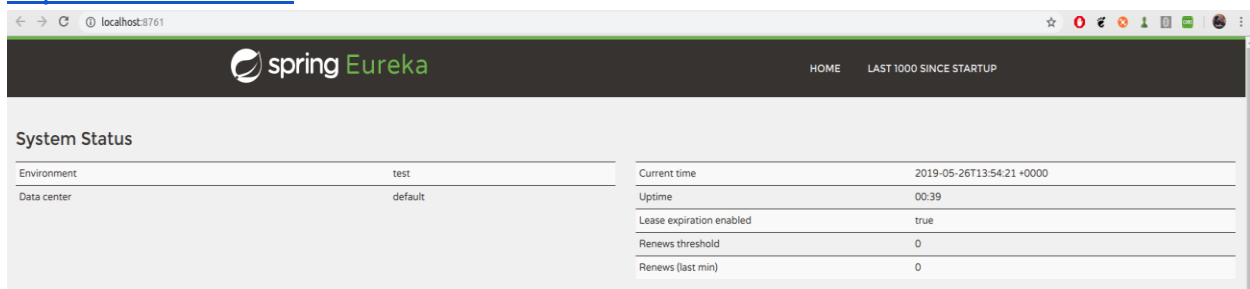 localhost:8761
spring Eureka
HOME LAST 1000 SINCE STARTUP
System Status
Environment test
Data center default
Current time 2019-05-26T13:54:21 +0000
Uptime 00:39
Lease expiration enabled true
Renews threshold 0
Renews (last min) 0